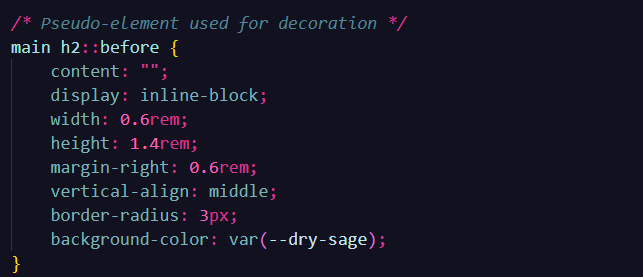 /* Pseudo-element used for decoration */
main h2::before {
    content: "";
    display: inline-block;
    width: 0.6rem;
    height: 1.4rem;
    margin-right: 0.6rem;
    vertical-align: middle;
    border-radius: 3px;
    background-color: var(--dry-sage);
}